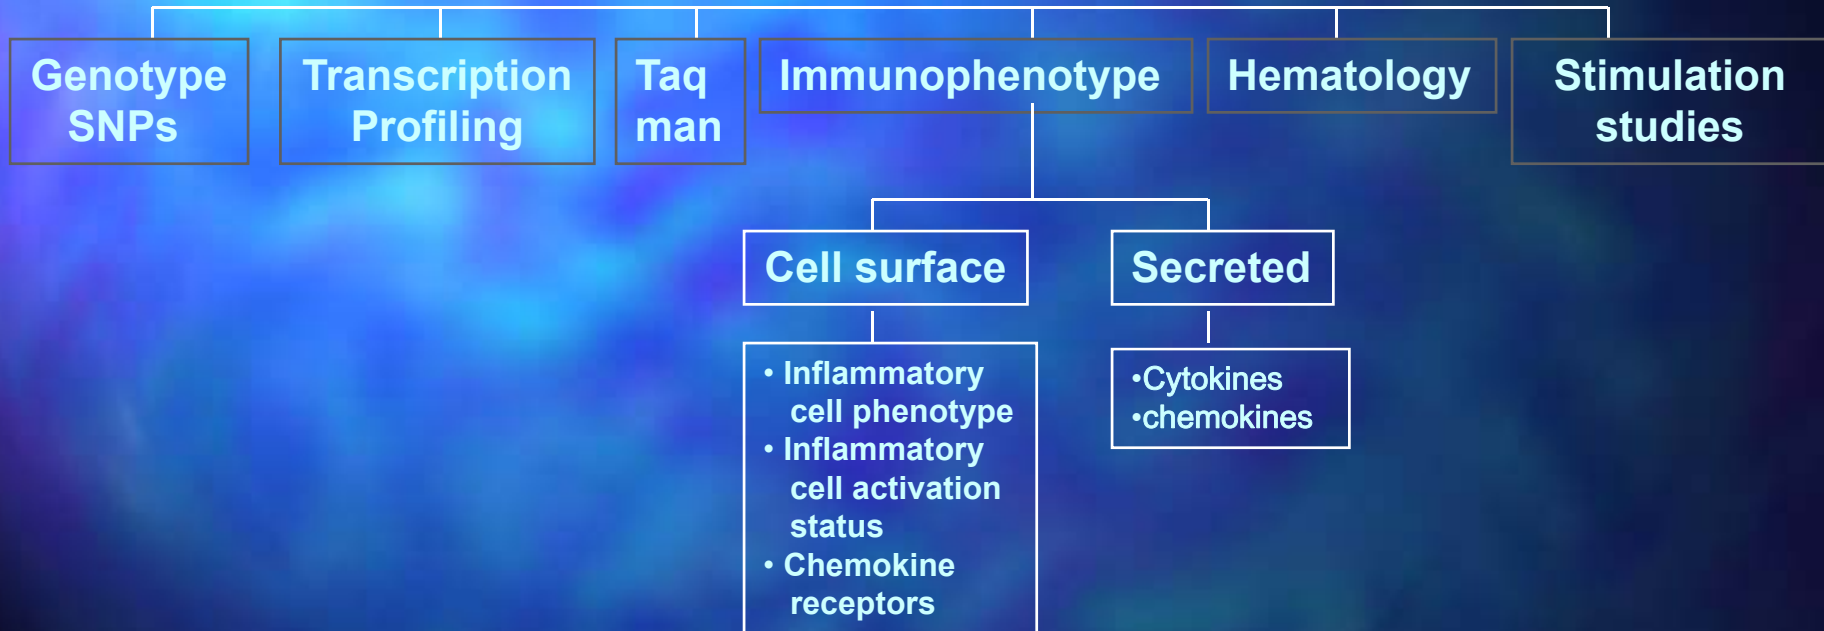 Genotype
SNPs
Transcription
Profiling
Taq
man
Immunophenotype
Hematology
Stimulation
studies
Cell surface
Secreted
• Inflammatory
cell phenotype
• Inflammatory
cell activation
status
• Chemokine
receptors
•Cytokines
•chemokines